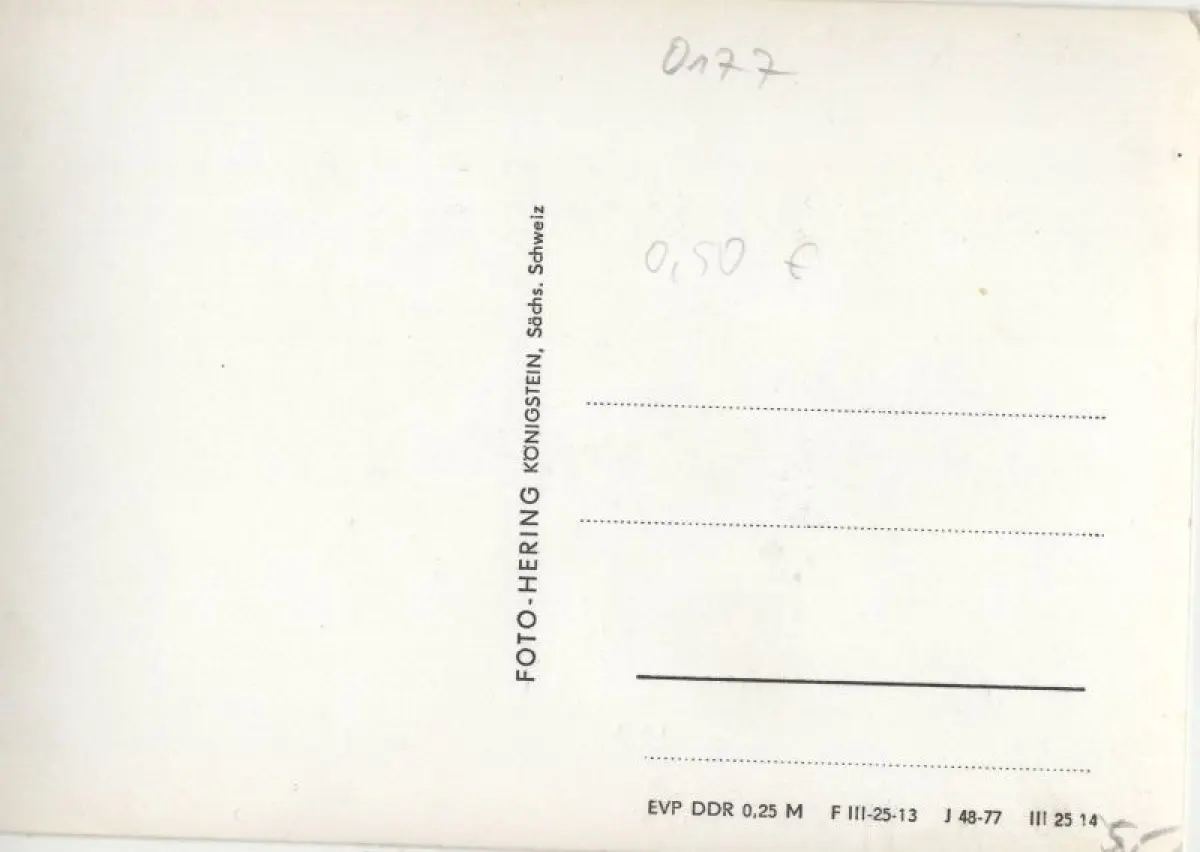 0177
0,50 €
FOTO-HERING KÖNIGSTEIN, Sächs. Schweiz
EVP DDR 0,25 M F III-25-13 J 48-77 III 25 14
5,-